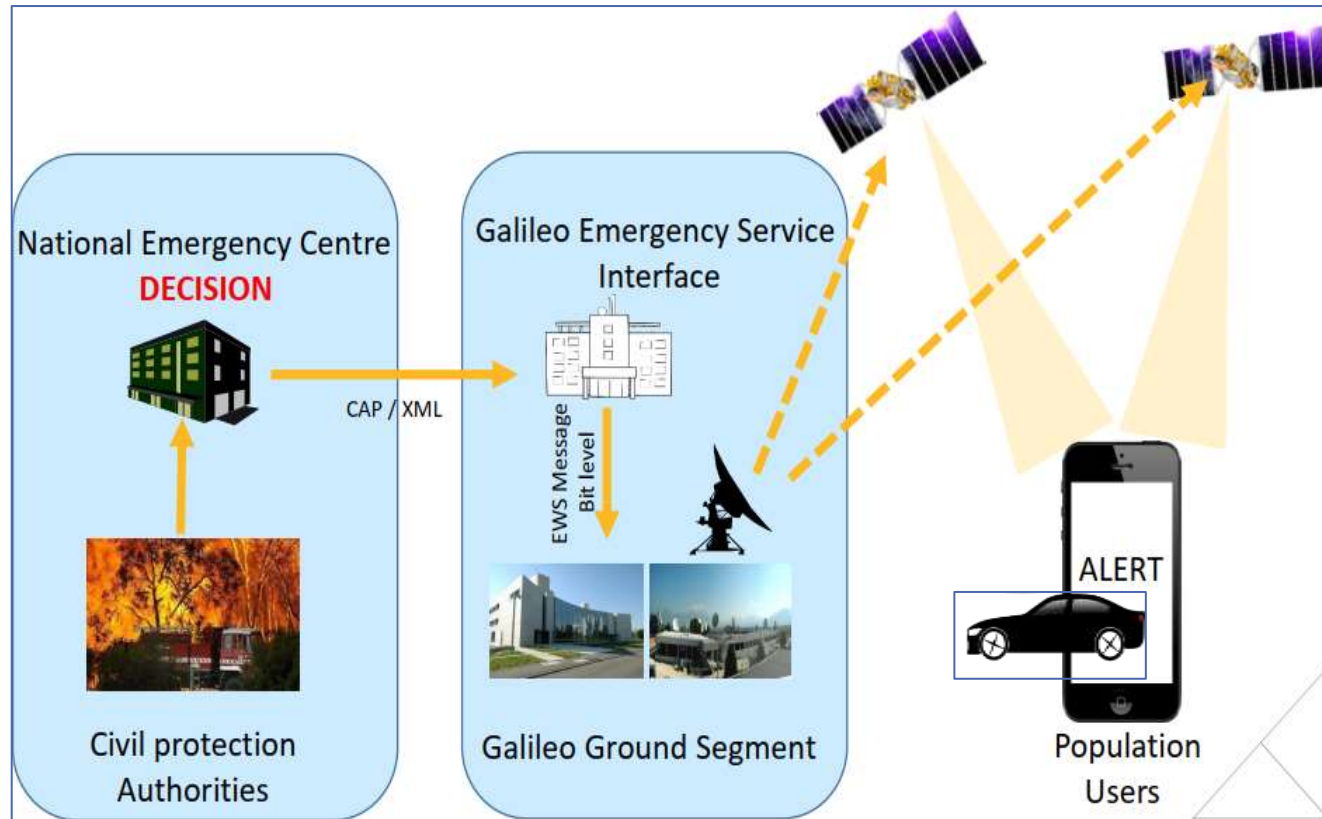 National Emergency Centre
DECISION
Civil protection
Authorities
CAP / XML
Galileo Emergency Service
Interface
EWS Message
Bit level
Galileo Ground Segment
ALERT
Population
Users